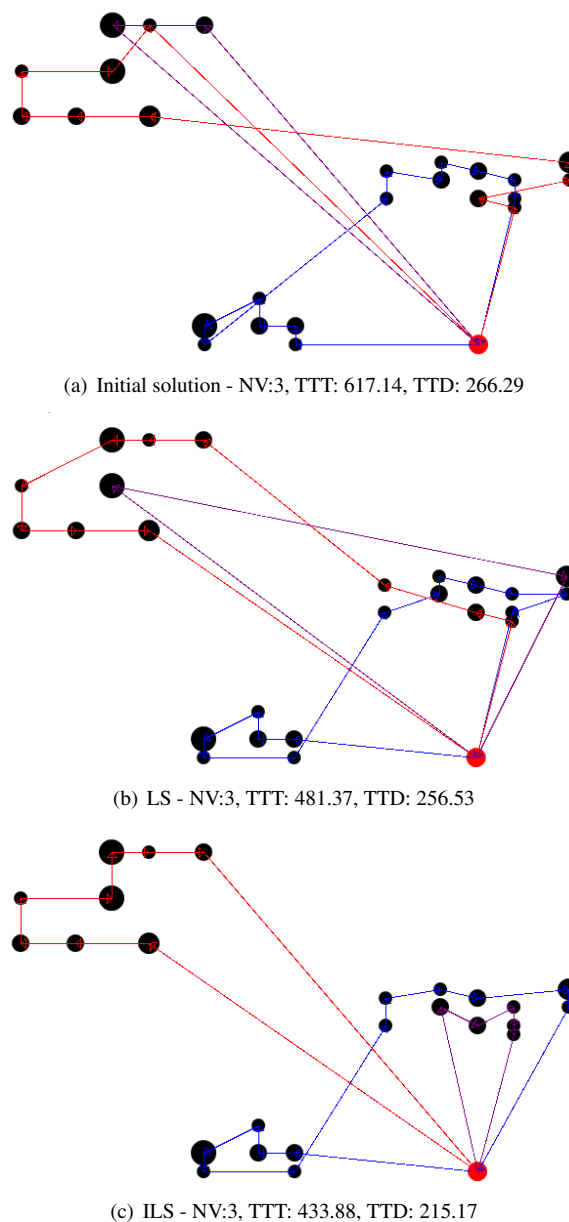 (a) Initial solution - NV:3, TTT: 617.14, TTD: 266.29
(b) LS - NV:3, TTT: 481.37, TTD: 256.53
(c) ILS - NV:3, TTT: 433.88, TTD: 215.17